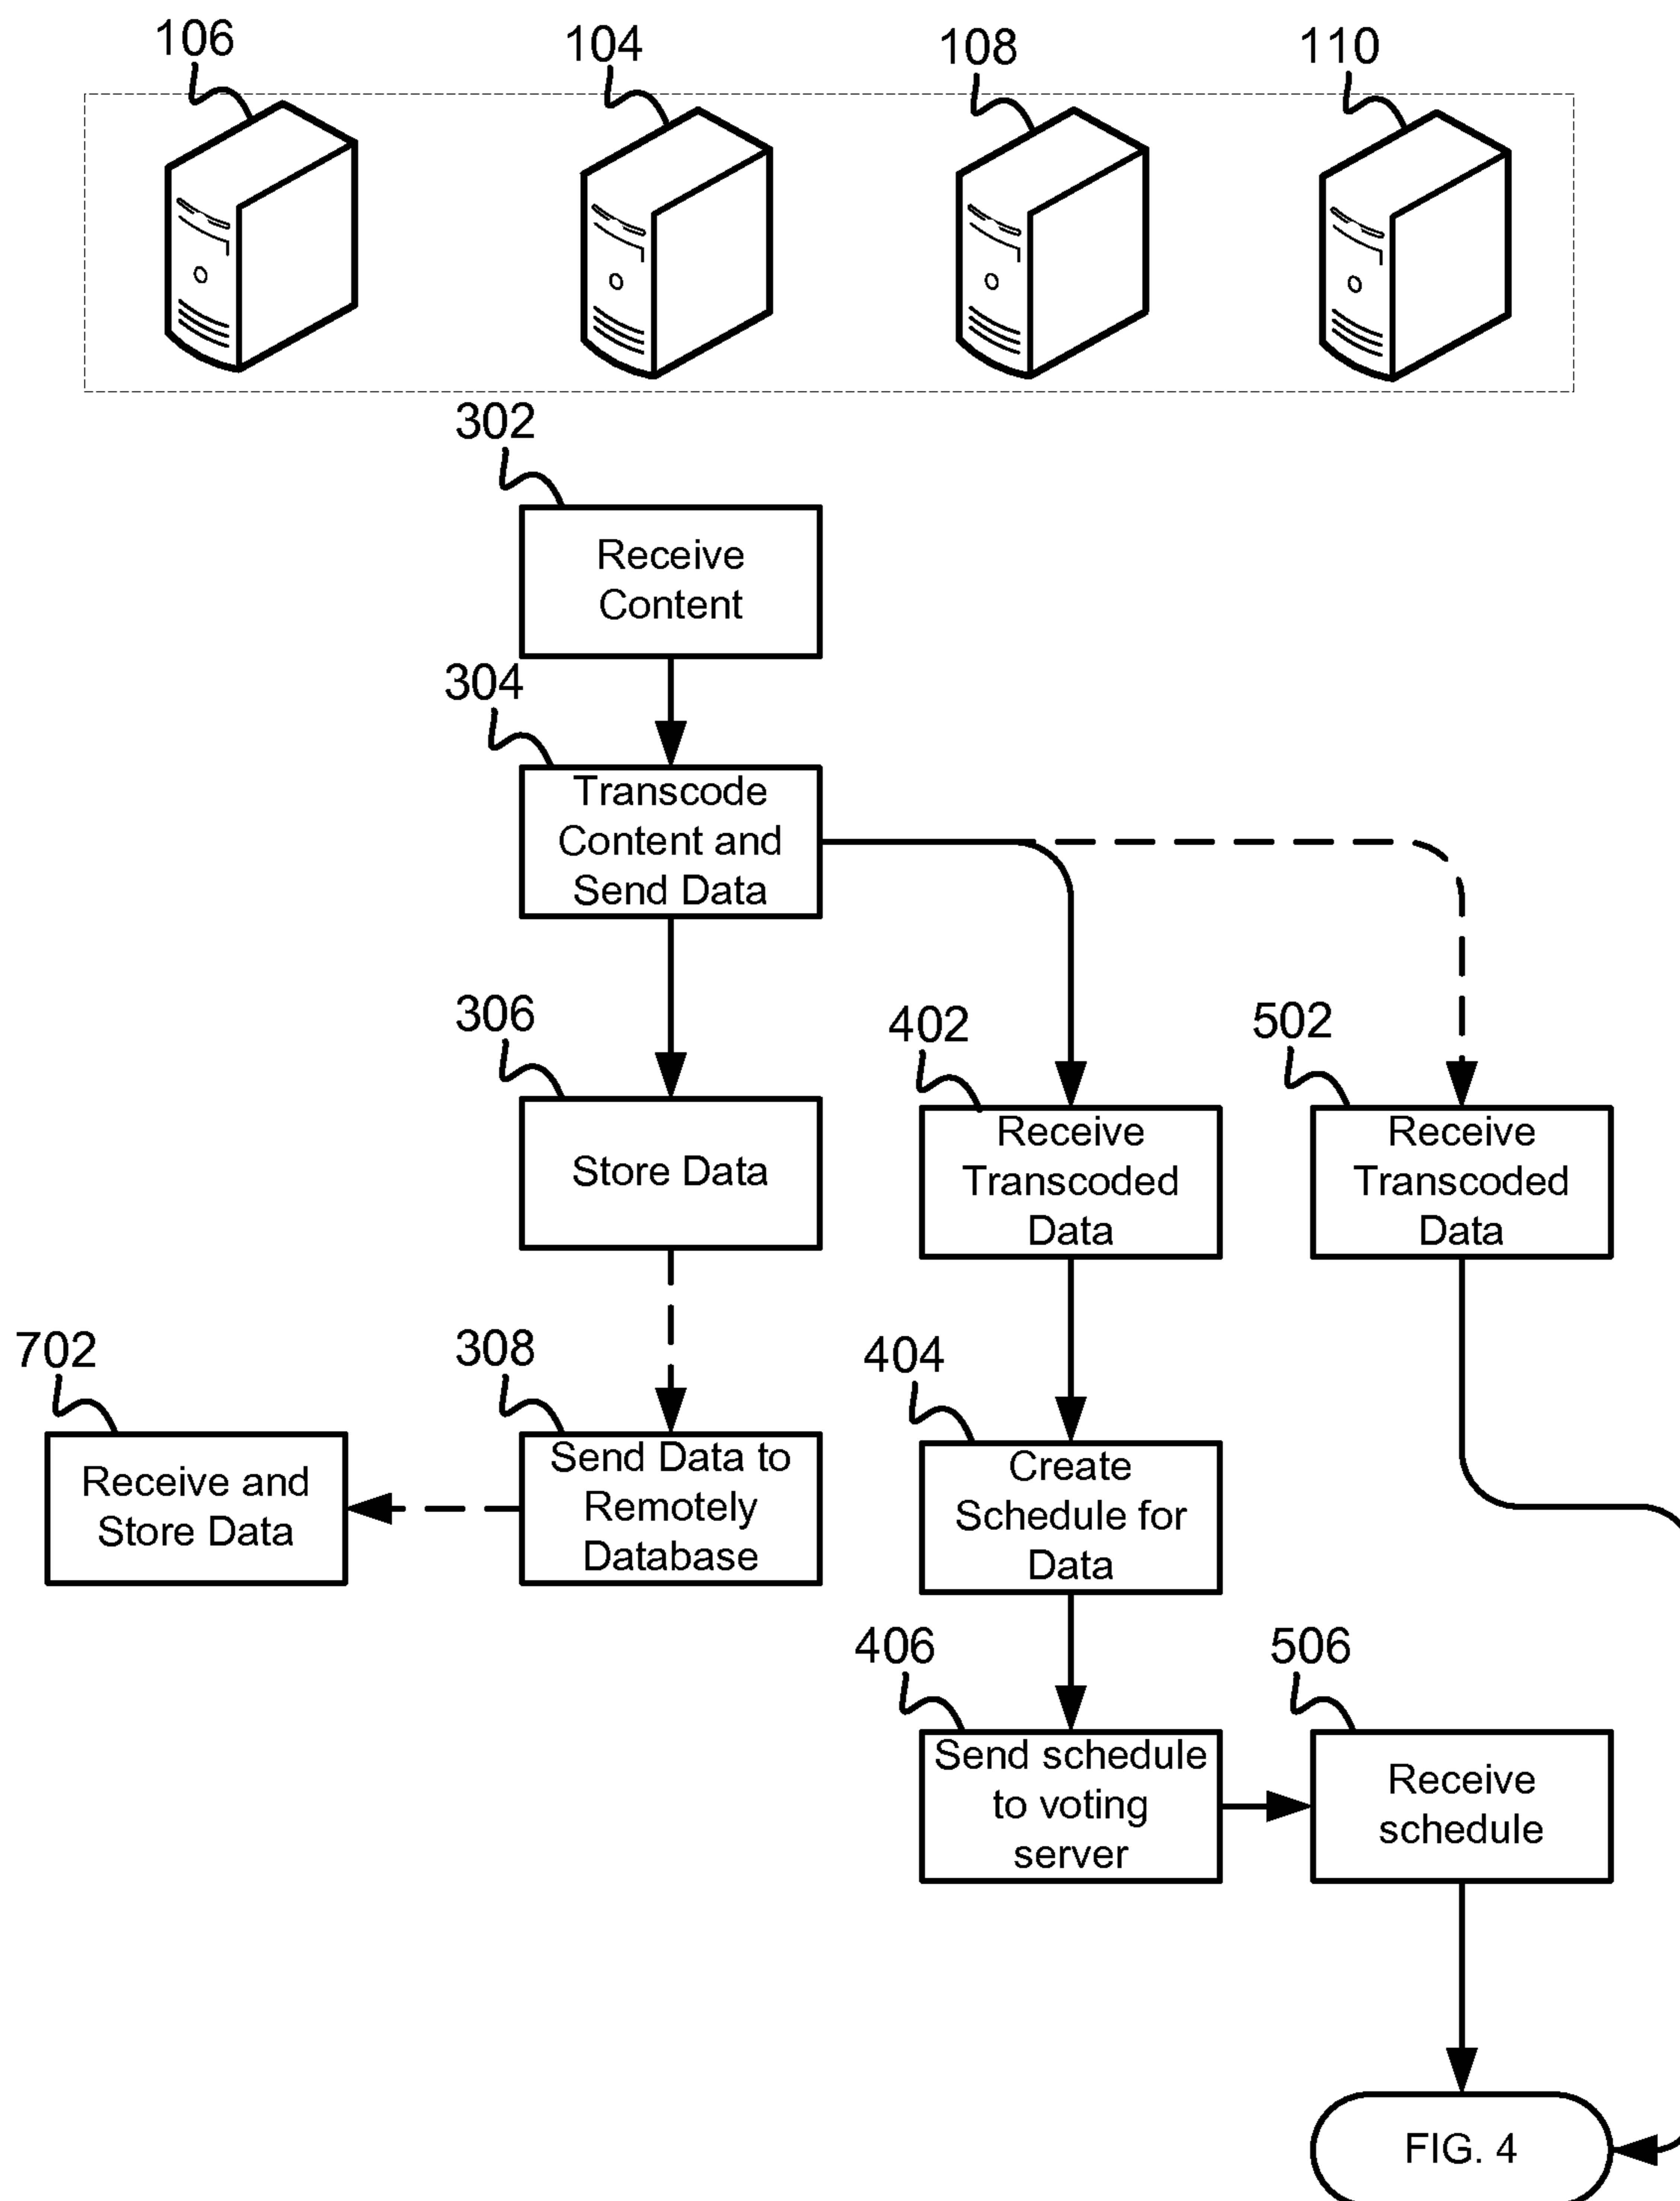 106
104
108
110
302
Receive
Content
304
Transcode
Content and
Send Data
306
Store Data
402
Receive
Transcoded
Data
502
Receive
Transcoded
Data
702
Receive and
Store Data
308
Send Data to
Remotely
Database
404
Create
Schedule for
Data
406
Send schedule
to voting
server
506
Receive
schedule
FIG. 4